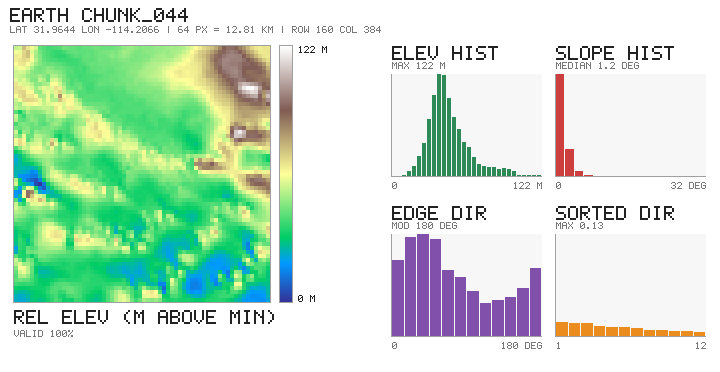 EARTH CHUNK_044
LAT 31.9644 LON -114.2066 | 64 PX = 12.81 KM | ROW 160 COL 384
122 M
0 M
REL ELEV (M ABOVE MIN)
VALID 100%
ELEV HIST
MAX 122 M
0 122 M
SLOPE HIST
MEDIAN 1.2 DEG
0 32 DEG
EDGE DIR
MOD 180 DEG
0 180 DEG
SORTED DIR
MAX 0.13
1 12